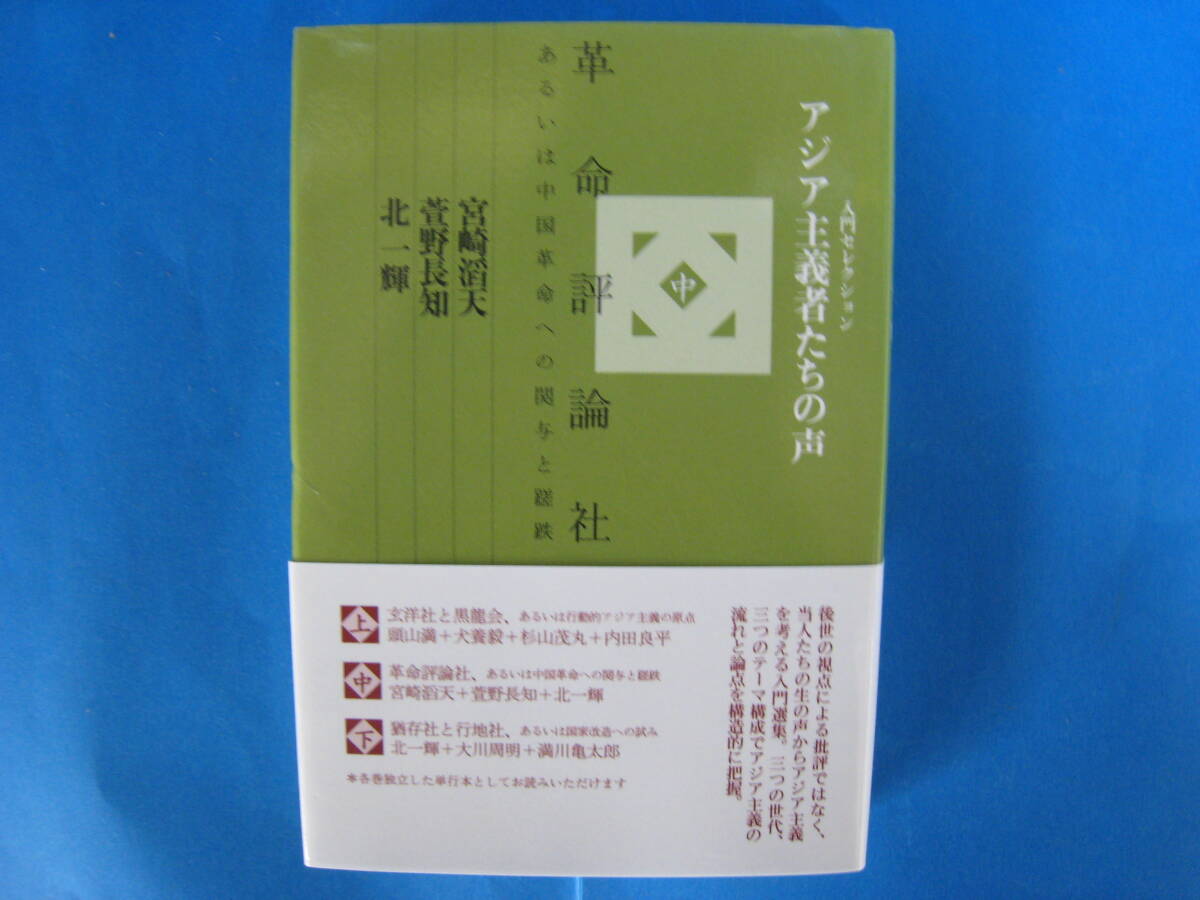 入門セレクション
アジア主義者たちの声
中
革命評論社
あるいは中国革命への関与と蹉跌
宮崎滔天
萱野長知
北一輝
後世の視点による批評ではなく、
当人たちの生の声からアジア主義
を考える入門選集。三つの世代、
三つのテーマ構成でアジア主義の
流れと論点を構造的に把握。
上
玄洋社と黒龍会、あるいは行動的アジア主義の原点
頭山満+犬養毅+杉山茂丸+内田良平
中
革命評論社、あるいは中国革命への関与と蹉跌
宮崎滔天+萱野長知+北一輝
下
猶存社と行地社、あるいは国家改造への試み
北一輝+大川周明+満川亀太郎
*各巻独立した単行本としてお読みいただけます